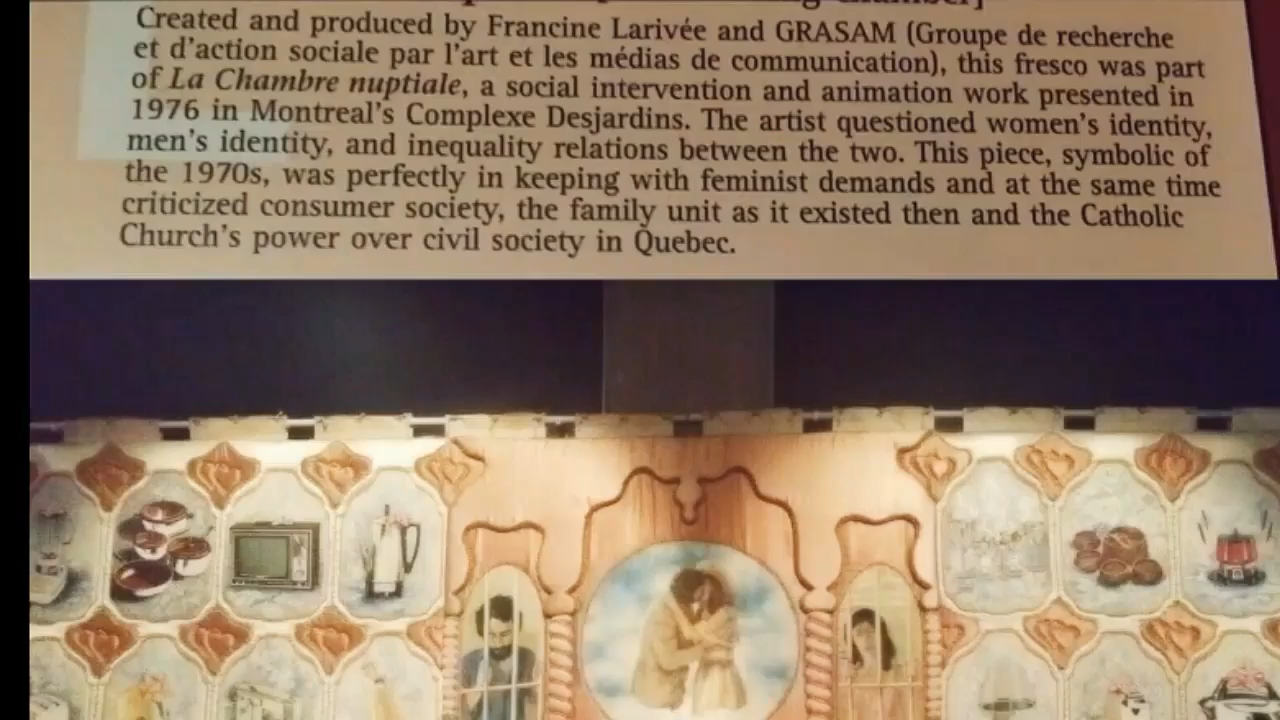 Created and produced by Francine Larivée and GRASAM (Groupe de recherche
et d'action sociale par l'art et les médias de communication), this fresco was part
of La Chambre nuptiale, a social intervention and animation work presented in
1976 in Montreal's Complexe Desjardins. The artist questioned women's identity,
men's identity, and inequality relations between the two. This piece, symbolic of
the 1970s, was perfectly in keeping with feminist demands and at the same time
criticized consumer society, the family unit as it existed then and the Catholic
Church's power over civil society in Quebec.